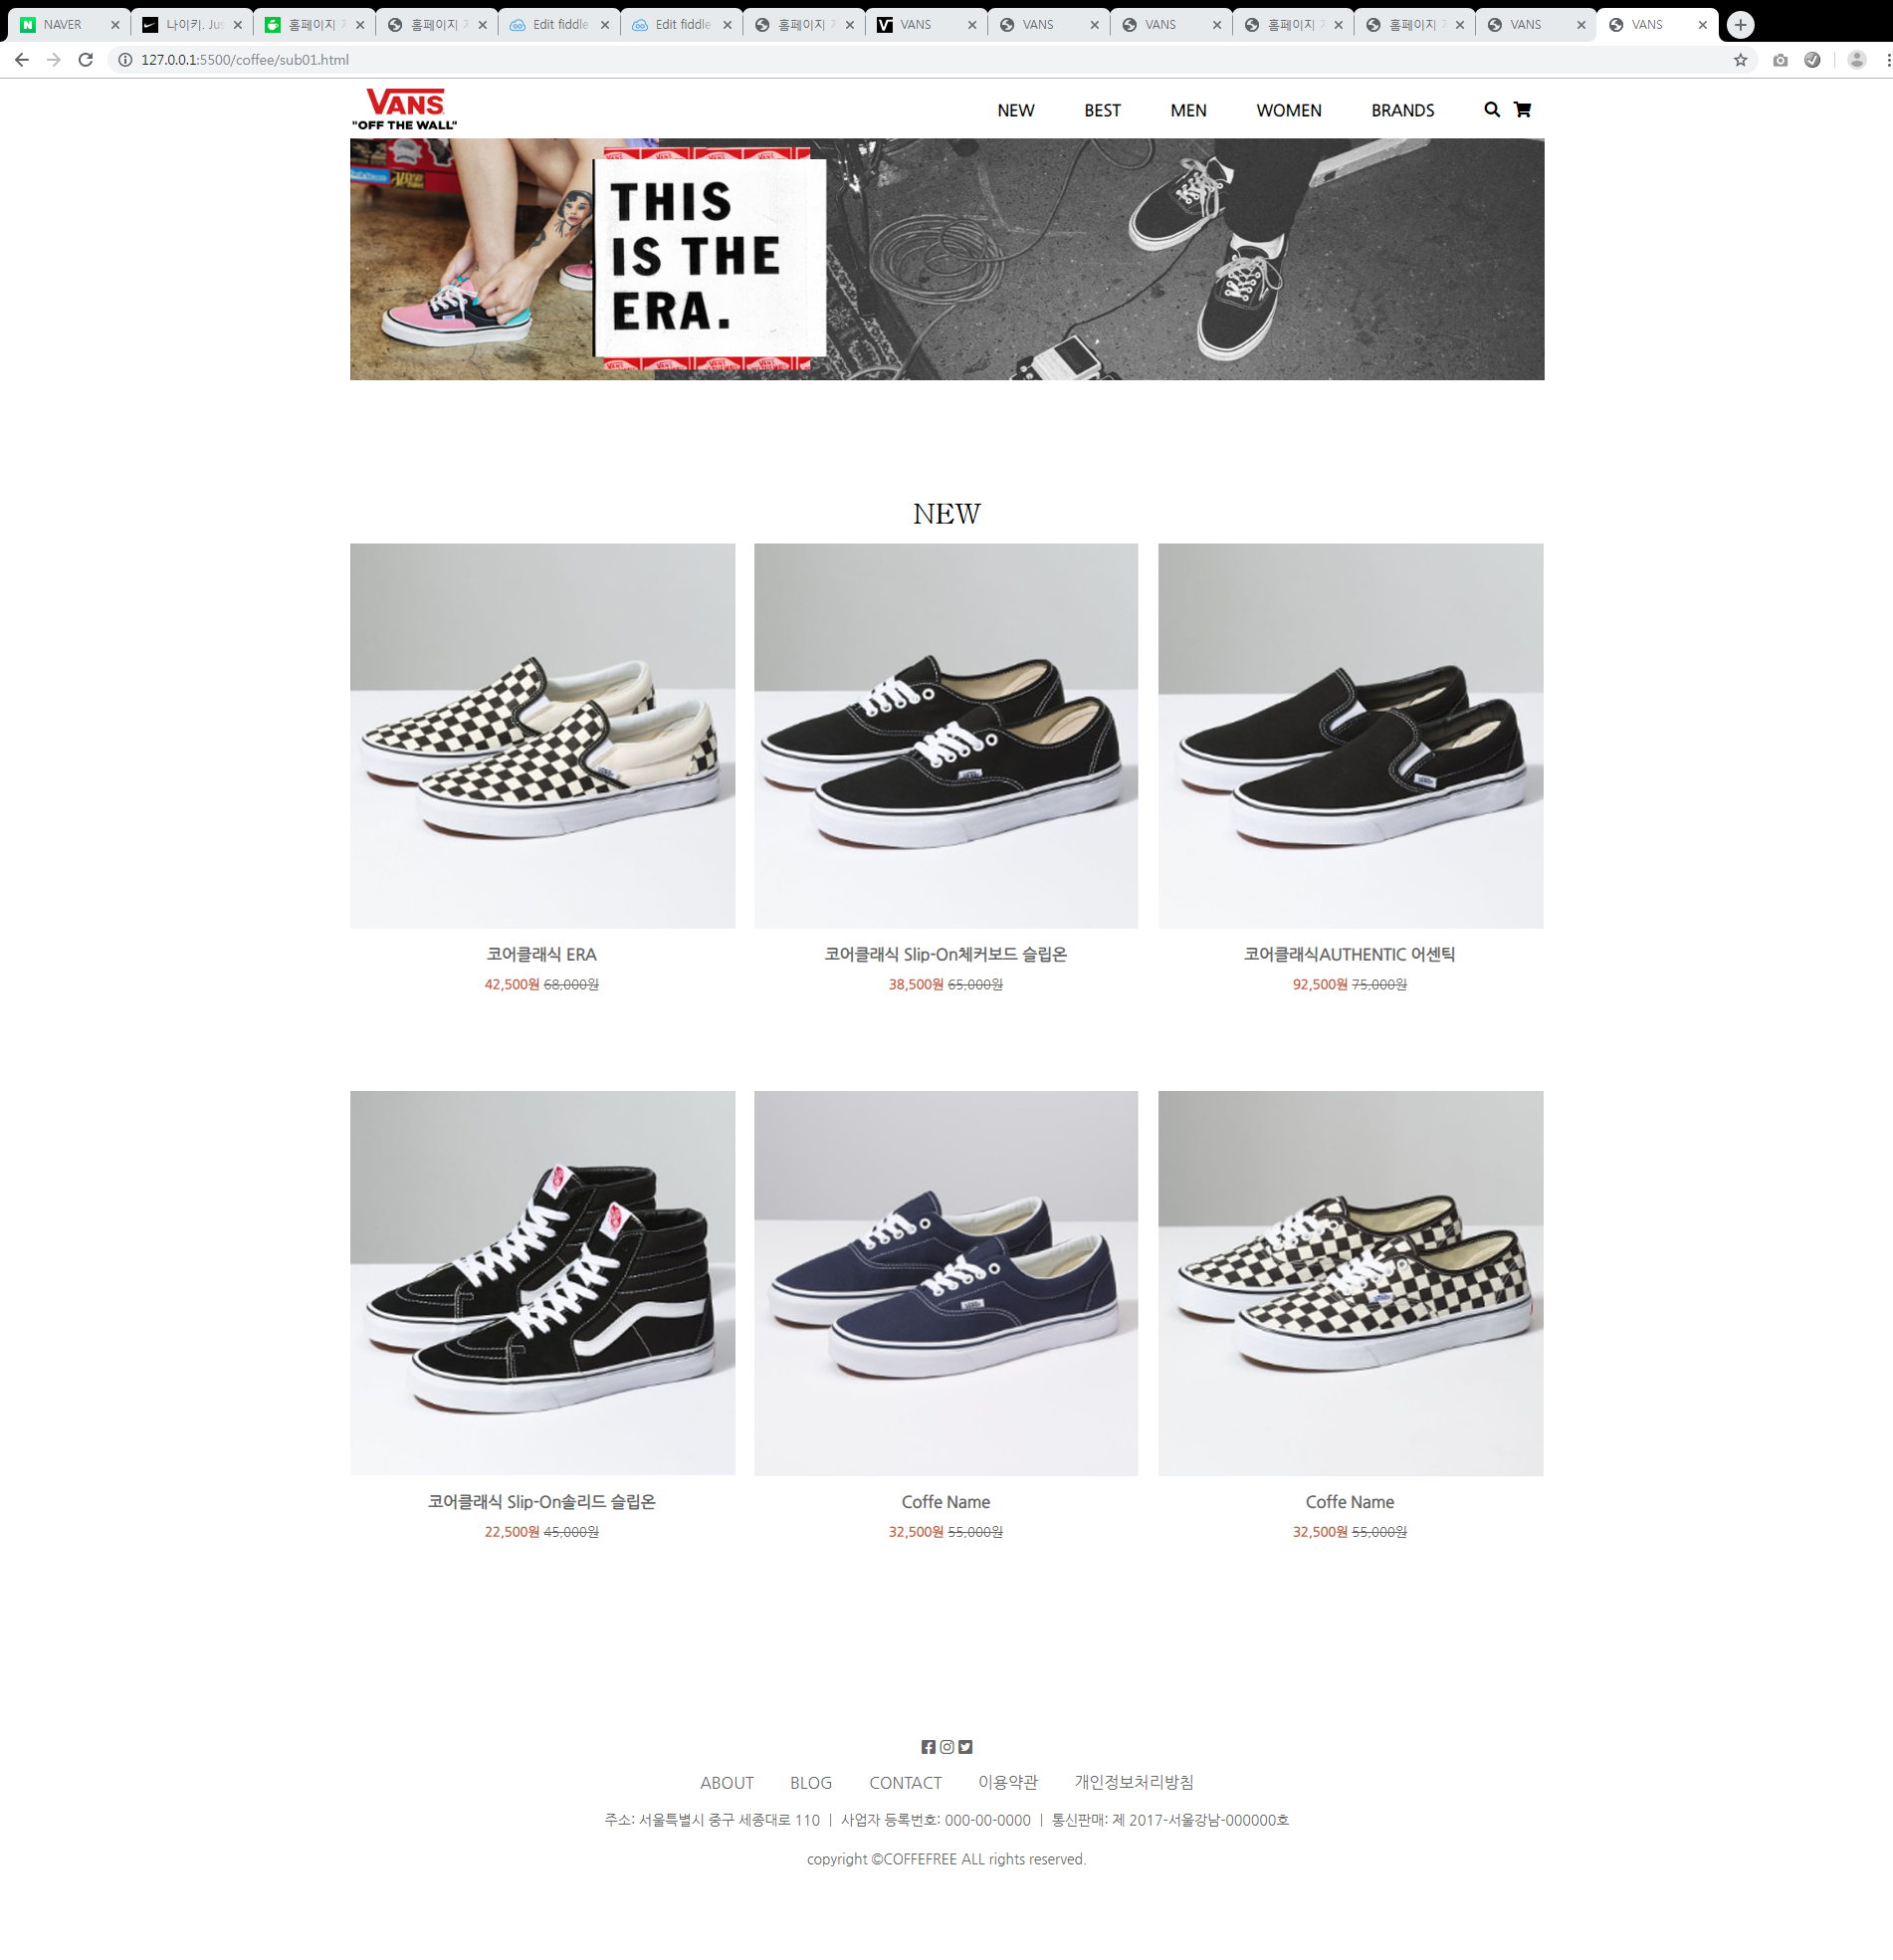 NAVER
나이키. Jus
홈페이지
홈페이지
Edit fiddle
Edit fiddle
홈페이지
VANS
VANS
VANS
홈페이지
홈페이지
VANS
VANS
127.0.0.1:5500/coffee/sub01.html
VANS
"OFF THE WALL"
NEW BEST MEN WOMEN BRANDS
THIS
IS THE
ERA.
NEW
코어클래식 ERA
42,500원 68,000원
코어클래식 Slip-On체커보드 슬립온
38,500원 65,000원
코어클래식AUTHENTIC 어센틱
92,500원 75,000원
코어클래식 Slip-On솔리드 슬립온
22,500원 45,000원
Coffe Name
32,500원 55,000원
Coffe Name
32,500원 55,000원
ABOUT BLOG CONTACT 이용약관 개인정보처리방침
주소: 서울특별시 중구 세종대로 110 | 사업자 등록번호: 000-00-0000 | 통신판매: 제 2017-서울강남-000000호
copyright ©COFFEFREE ALL rights reserved.